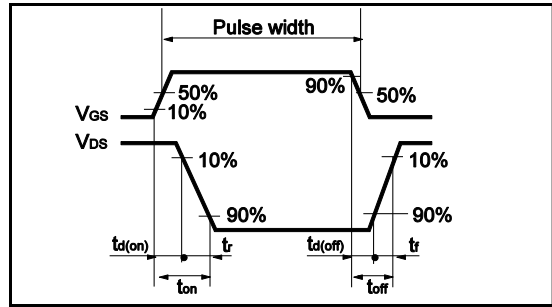 Pulse width
90%
50%
50%
10%
VGS
VDS
10%
10%
90%
90%
td(on)
tr
td(off)
tf
ton
toff